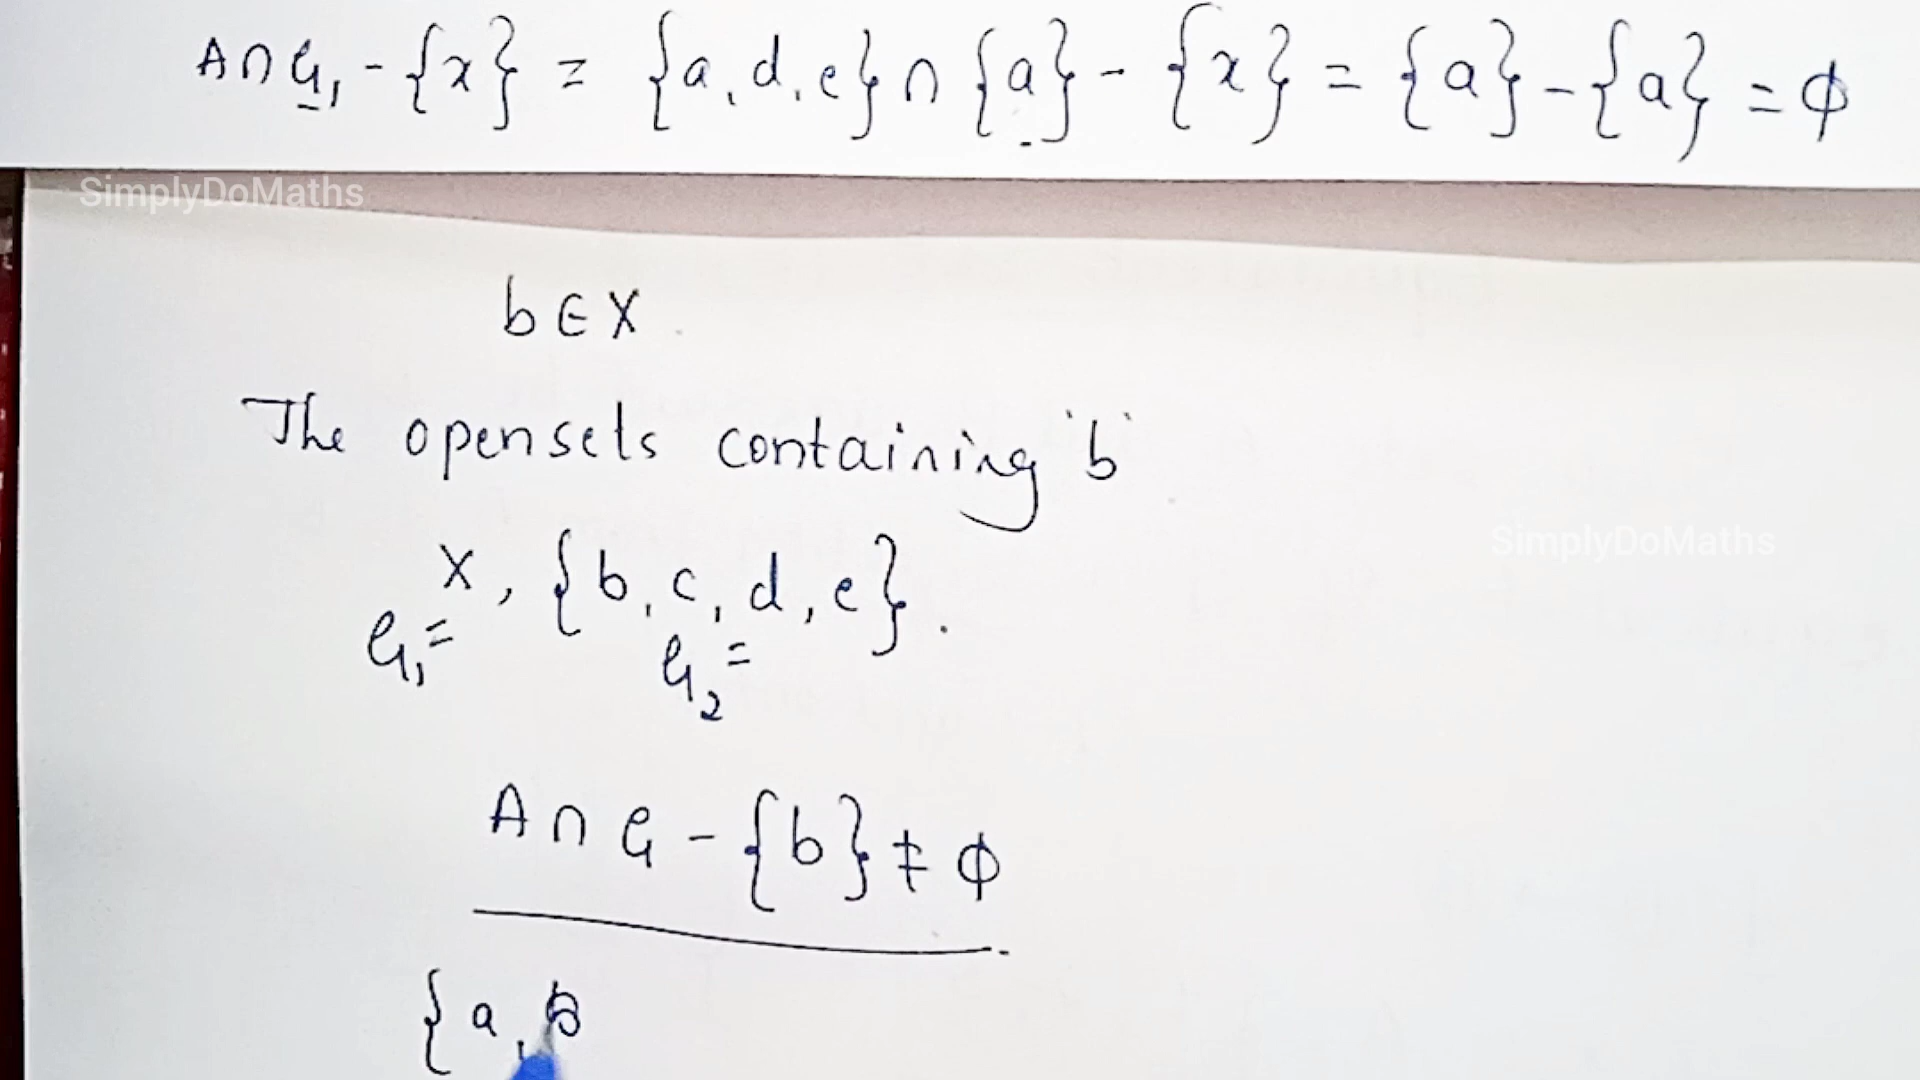 A∩G₁ - {x} = {a, d, e} ∩ {a} - {x} = {a} - {a} = ϕ
SimplyDoMaths
b∈X
The opensets containing 'b'
X, {b, c, d, e}.
G₁= G₂=
SimplyDoMaths
A∩G - {b} ≠ ϕ
{a,